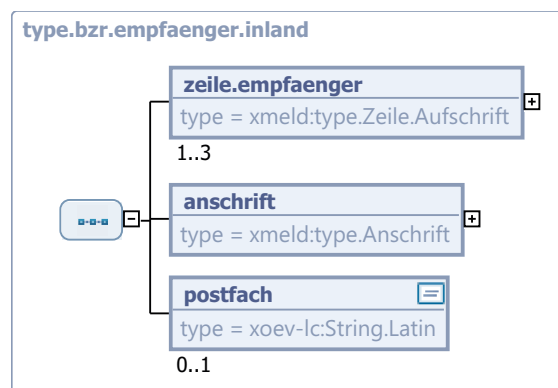 type.bzr.empfaenger.inland
zeile.empfaenger
type = xmeld:type.Zeile.Aufschrift
1..3
anschrift
type = xmeld:type.Anschrift
postfach
type = xoev-lc:String.Latin
0..1